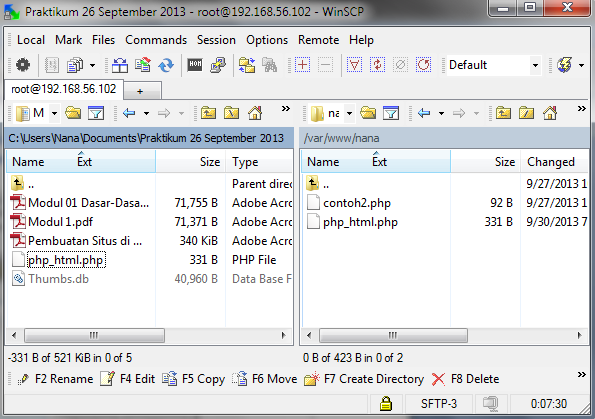 Praktikum 26 September 2013 - root@192.168.56.102 - WinSCP
Local Mark Files Commands Session Options Remote Help
Default
root@192.168.56.102 +
M na
C:\Users\Nana\Documents\Praktikum 26 September 2013 /var/www/nana
Name Ext Size Type Name Ext Size Changed
.. Parent direc .. 9/27/2013 1
Modul 01 Dasar-Dasa... 71,755 B Adobe Acro contoh2.php 92 B 9/27/2013 1
Modul 1.pdf 71,371 B Adobe Acro php_html.php 331 B 9/30/2013 7
Pembuatan Situs di ... 340 KiB Adobe Acro
php_html.php 331 B PHP File
Thumbs.db 40,960 B Data Base F
-331 B of 521 KiB in 0 of 5 0 B of 423 B in 0 of 2
F2 Rename F4 Edit F5 Copy F6 Move F7 Create Directory F8 Delete
SFTP-3 0:07:30